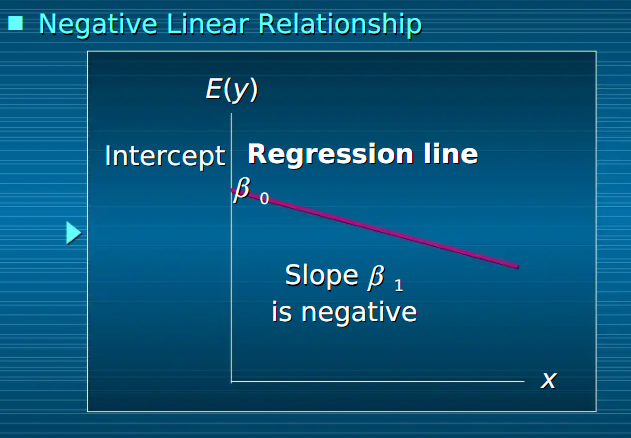 Negative Linear Relationship
E(y)
Intercept
Regression line
β 0
Slope β 1
is negative
x